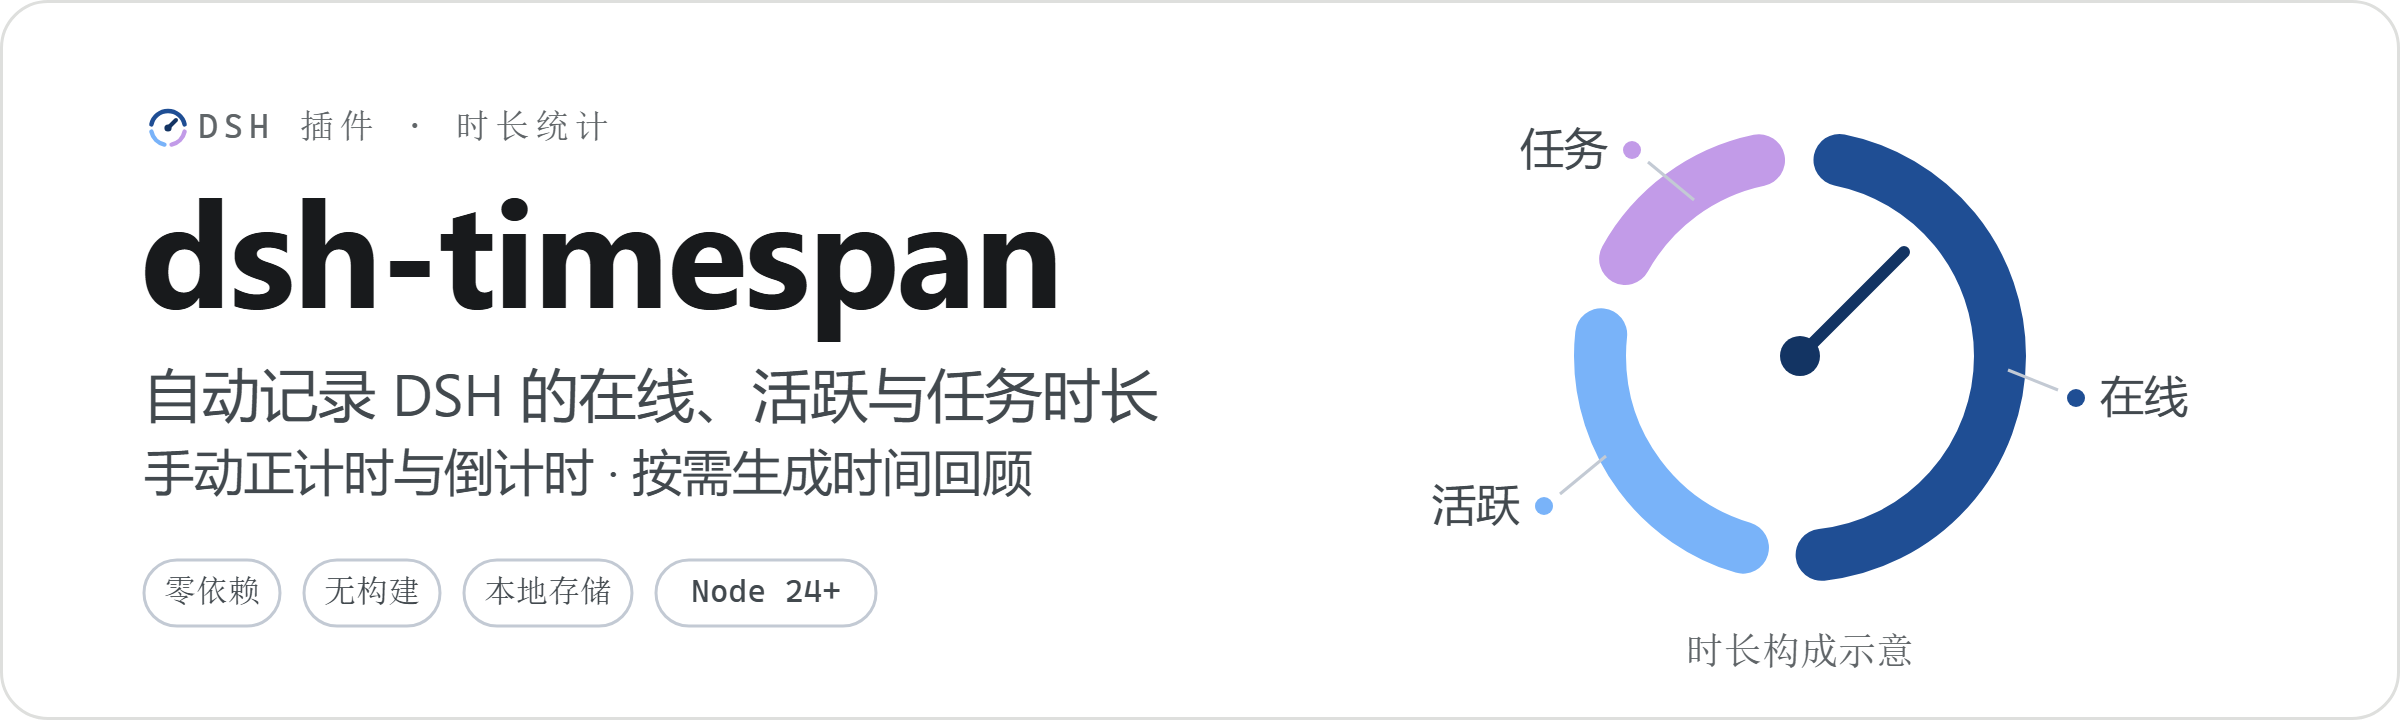 DSH 插件 · 时长统计
dsh-timespan
自动记录 DSH 的在线、活跃与任务时长
手动正计时与倒计时 · 按需生成时间回顾
零依赖
无构建
本地存储
Node 24+
任务
在线
活跃
时长构成示意